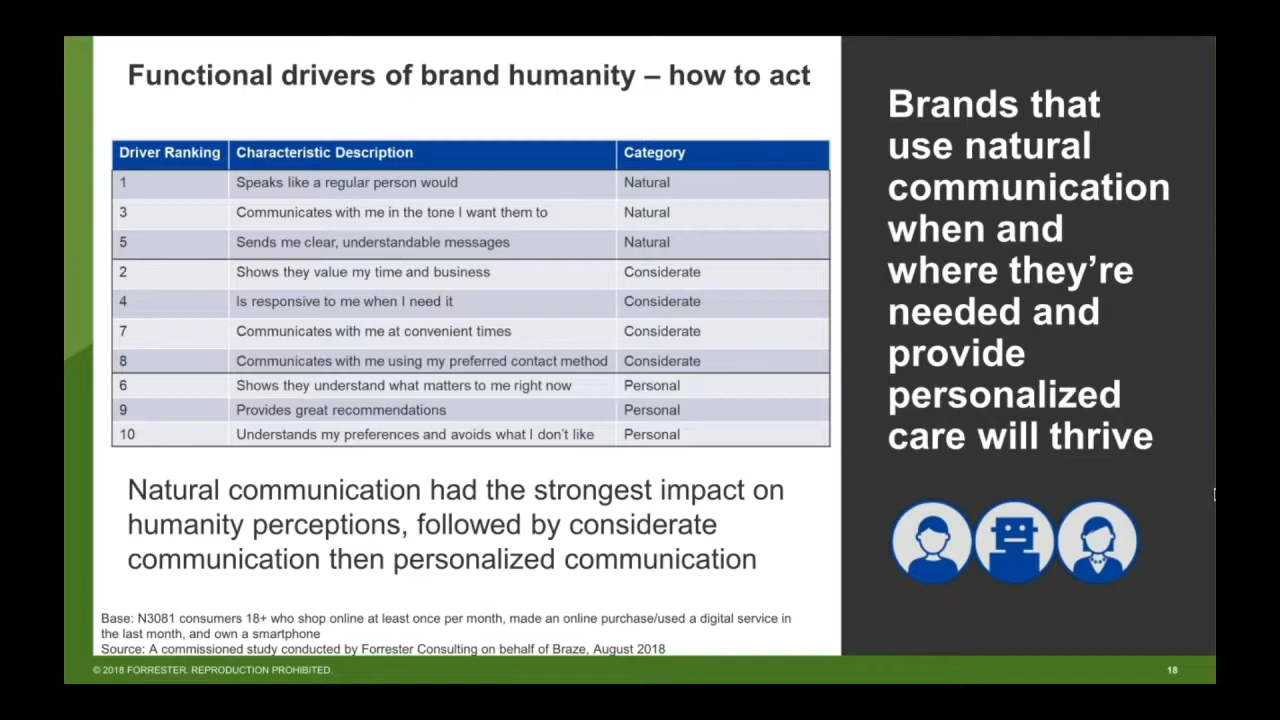 Functional drivers of brand humanity – how to act
Driver Ranking Characteristic Description Category
1 Speaks like a regular person would Natural
3 Communicates with me in the tone I want them to Natural
5 Sends me clear, understandable messages Natural
2 Shows they value my time and business Considerate
4 Is responsive to me when I need it Considerate
7 Communicates with me at convenient times Considerate
8 Communicates with me using my preferred contact method Considerate
6 Shows they understand what matters to me right now Personal
9 Provides great recommendations Personal
10 Understands my preferences and avoids what I don't like Personal
Natural communication had the strongest impact on
humanity perceptions, followed by considerate
communication then personalized communication
Base: N3081 consumers 18+ who shop online at least once per month, made an online purchase/used a digital service in
the last month, and own a smartphone
Source: A commissioned study conducted by Forrester Consulting on behalf of Braze, August 2018
Brands that
use natural
communication
when and
where they're
needed and
provide
personalized
care will thrive
© 2018 FORRESTER. REPRODUCTION PROHIBITED.
18